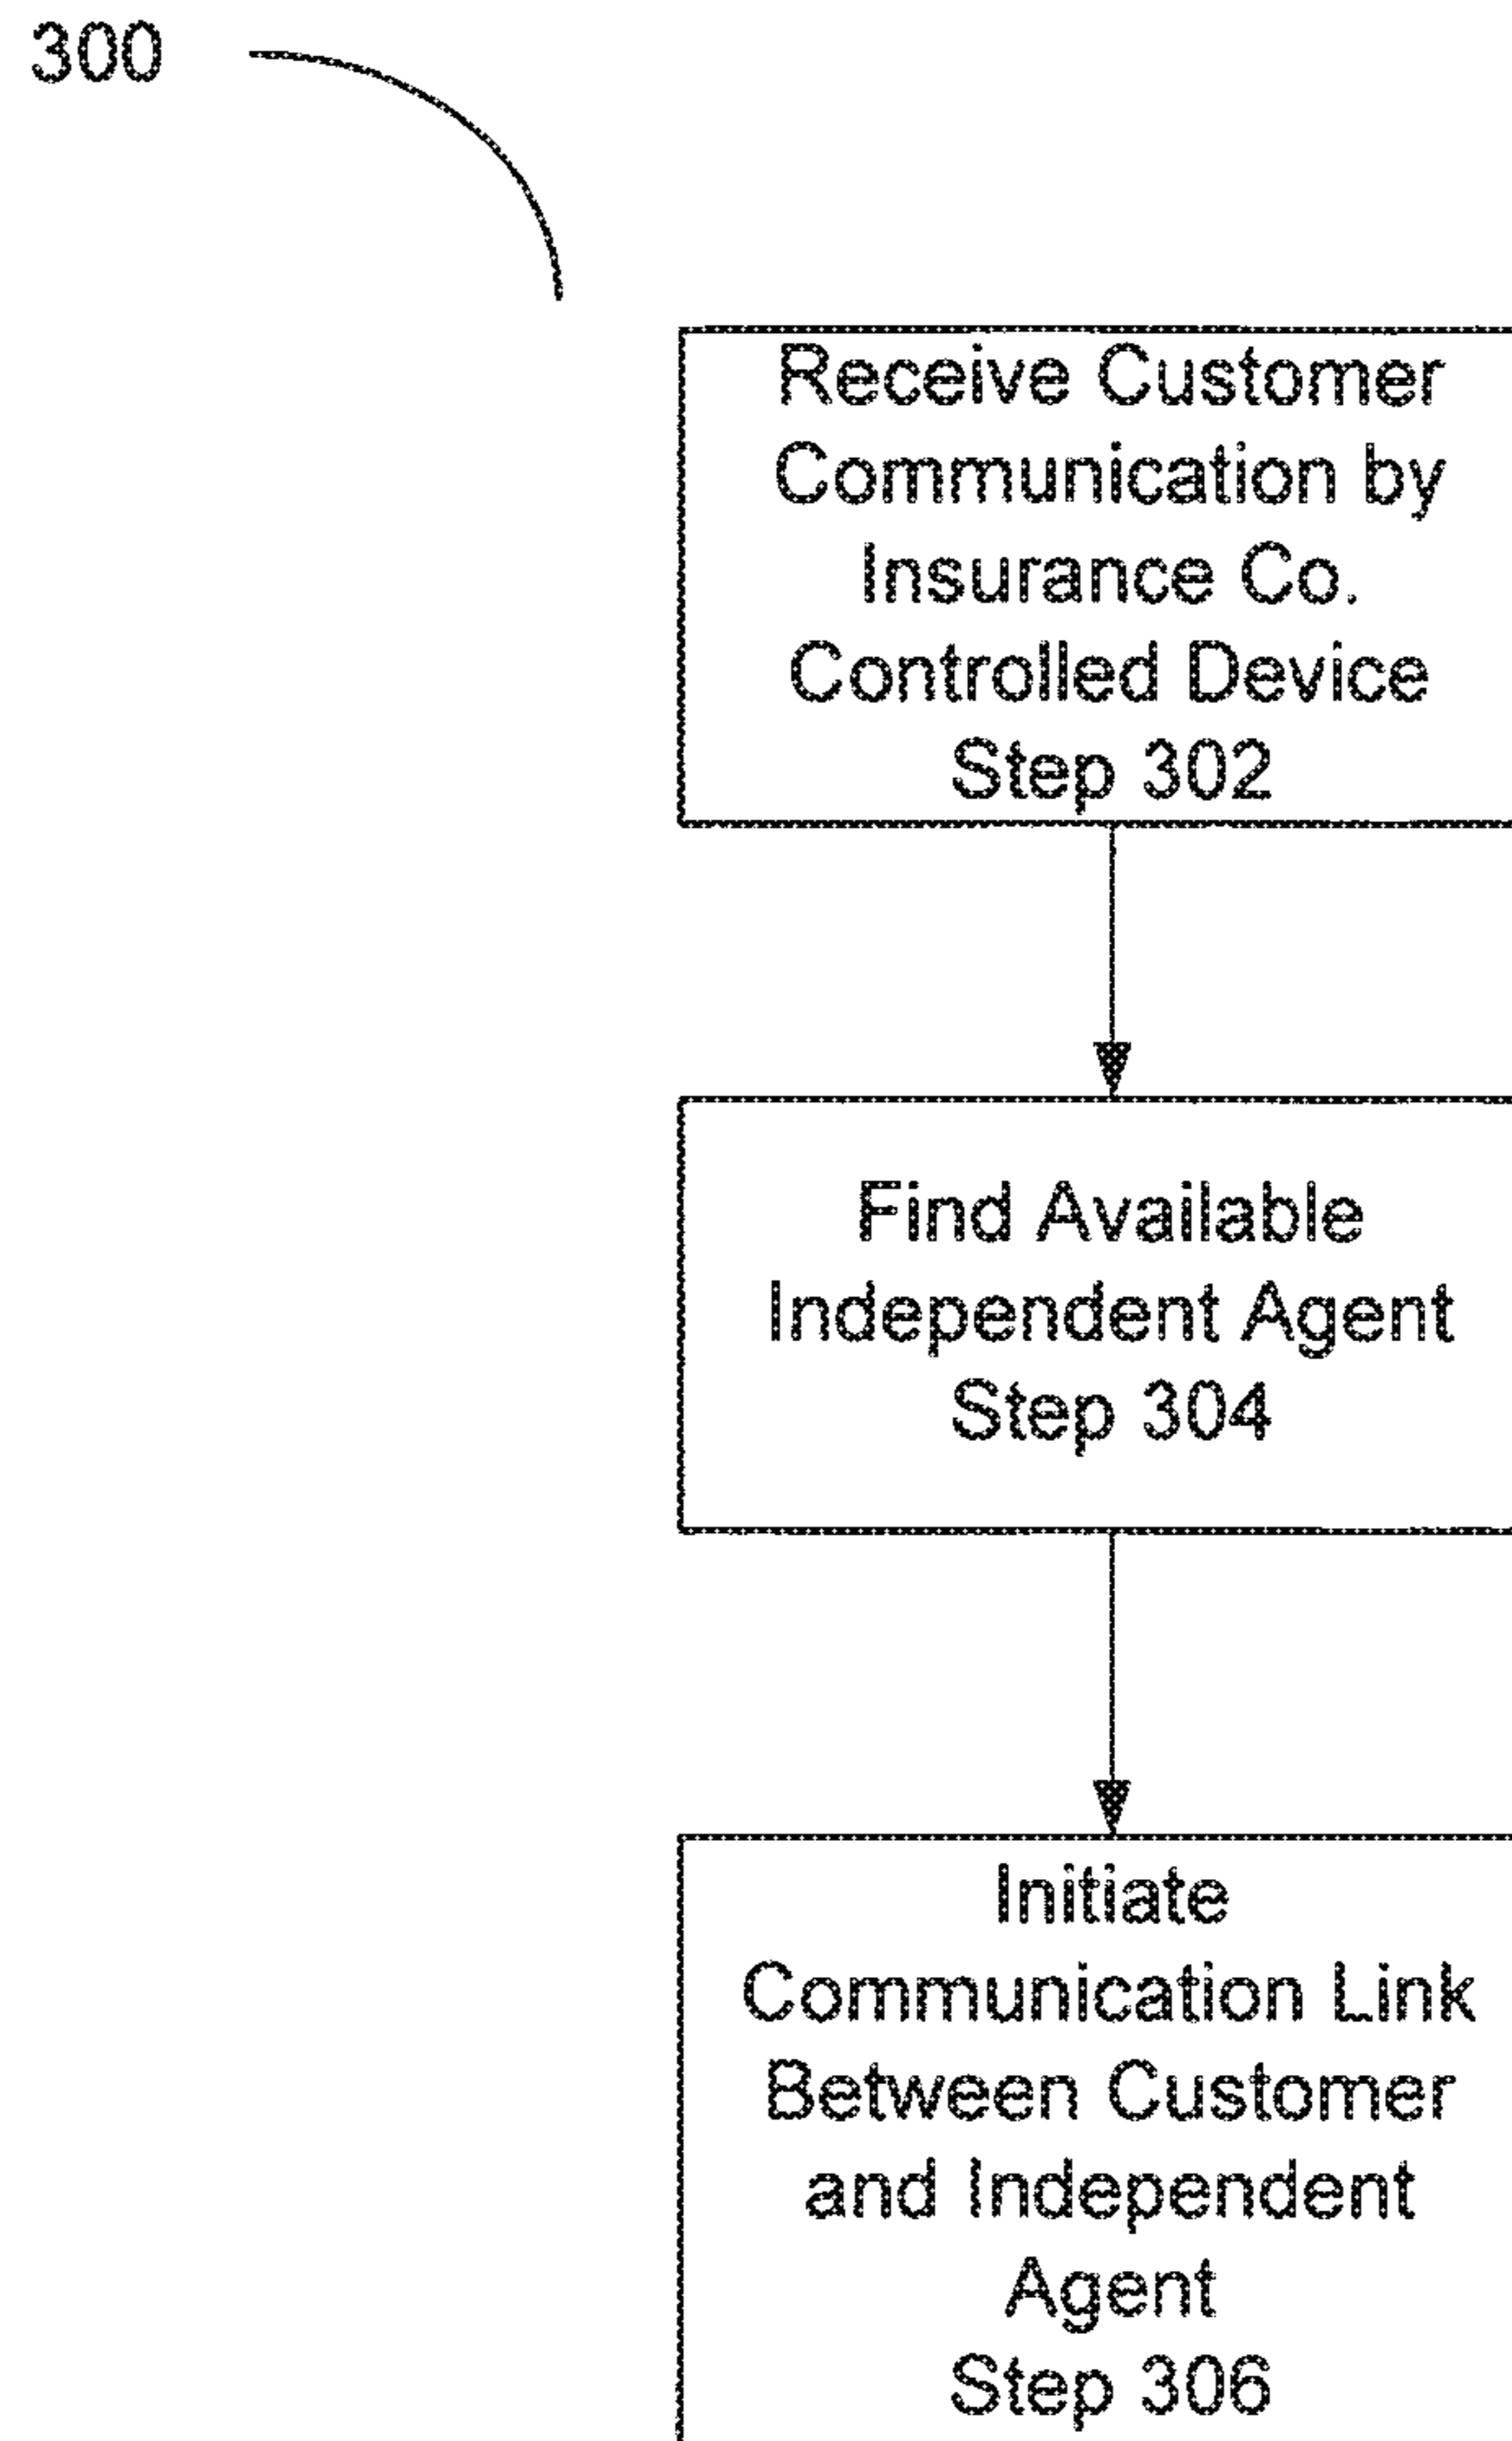 300
Receive Customer
Communication by
Insurance Co.
Controlled Device
Step 302
Find Available
Independent Agent
Step 304
Initiate
Communication Link
Between Customer
and Independent
Agent
Step 306